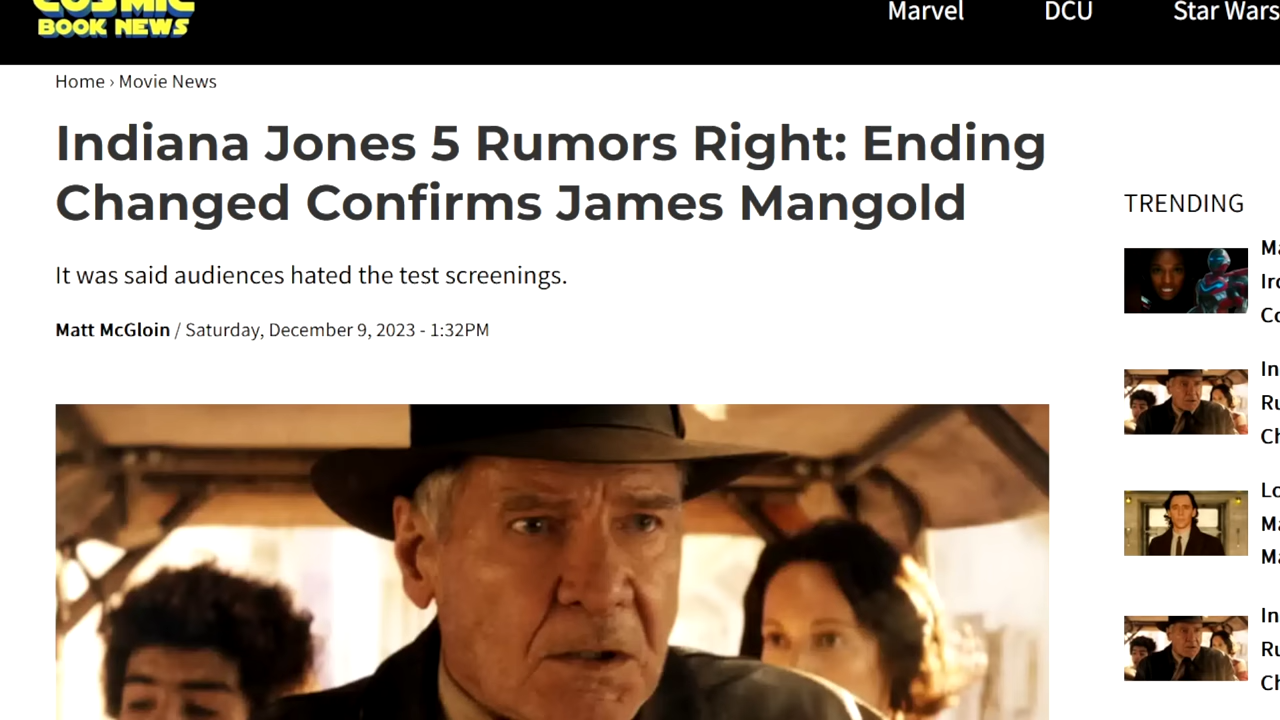 COSMIC
BOOK NEWS
Marvel
DCU
Star Wars
Home › Movie News
Indiana Jones 5 Rumors Right: Ending
Changed Confirms James Mangold
It was said audiences hated the test screenings.
Matt McGloin / Saturday, December 9, 2023 - 1:32PM
TRENDING